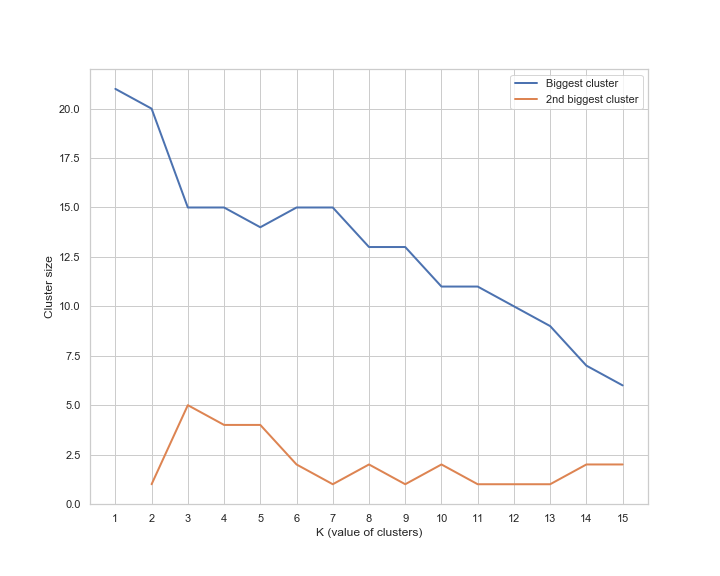 Biggest cluster
2nd biggest cluster
20.0
17.5
15.0
12.5
10.0
7.5
5.0
2.5
0.0
Cluster size
1 2 3 4 5 6 7 8 9 10 11 12 13 14 15
K (value of clusters)